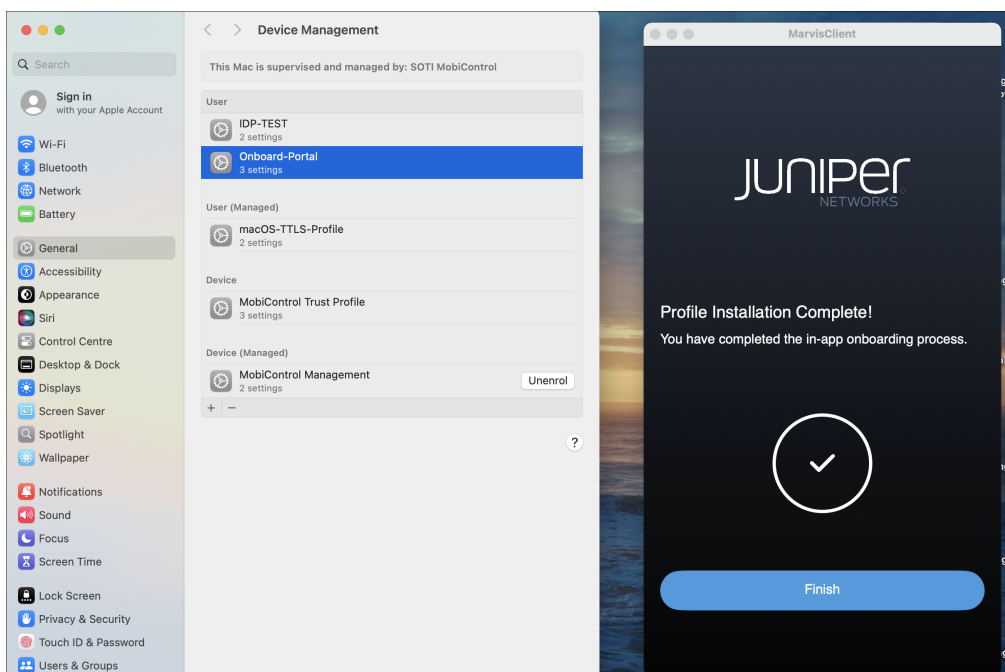 Search
Sign in
with your Apple Account
Wi-Fi
Bluetooth
Network
Battery
General
Accessibility
Appearance
Siri
Control Centre
Desktop & Dock
Displays
Screen Saver
Spotlight
Wallpaper
Notifications
Sound
Focus
Screen Time
Lock Screen
Privacy & Security
Touch ID & Password
Users & Groups
Device Management
This Mac is supervised and managed by: SOTI MobiControl
User
IDP-TEST
2 settings
Onboard-Portal
3 settings
User (Managed)
macOS-TTLS-Profile
2 settings
Device
MobiControl Trust Profile
3 settings
Device (Managed)
MobiControl Management
2 settings
Unenrol
+ −
?
MarvisClient
JUNIPER
NETWORKS
Profile Installation Complete!
You have completed the in-app onboarding process.
Finish